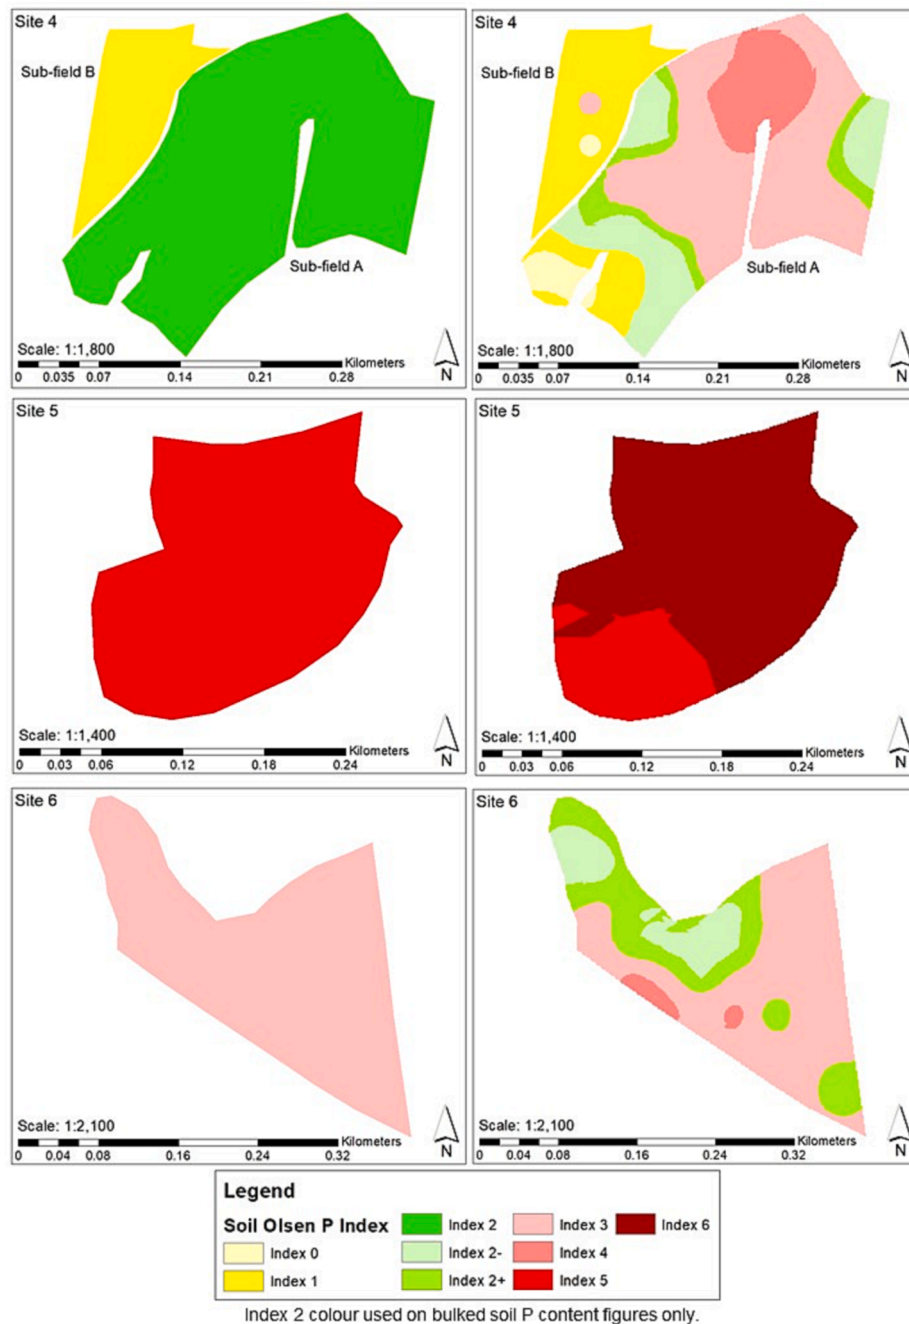 Site 4
Sub-field B
Sub-field A
Scale: 1:1,800
Kilometers
0 0.035 0.07 0.14 0.21 0.28
N
Site 4
Sub-field B
Sub-field A
Scale: 1:1,800
Kilometers
0 0.035 0.07 0.14 0.21 0.28
N
Site 5
Scale: 1:1,400
Kilometers
0 0.03 0.06 0.12 0.18 0.24
N
Site 5
Scale: 1:1,400
Kilometers
0 0.03 0.06 0.12 0.18 0.24
N
Site 6
Scale: 1:2,100
Kilometers
0 0.04 0.08 0.16 0.24 0.32
N
Site 6
Scale: 1:2,100
Kilometers
0 0.04 0.08 0.16 0.24 0.32
N
Legend
Soil Olsen P Index
Index 0
Index 1
Index 2
Index 2-
Index 2+
Index 3
Index 4
Index 5
Index 6
Index 2 colour used on bulked soil P content figures only.